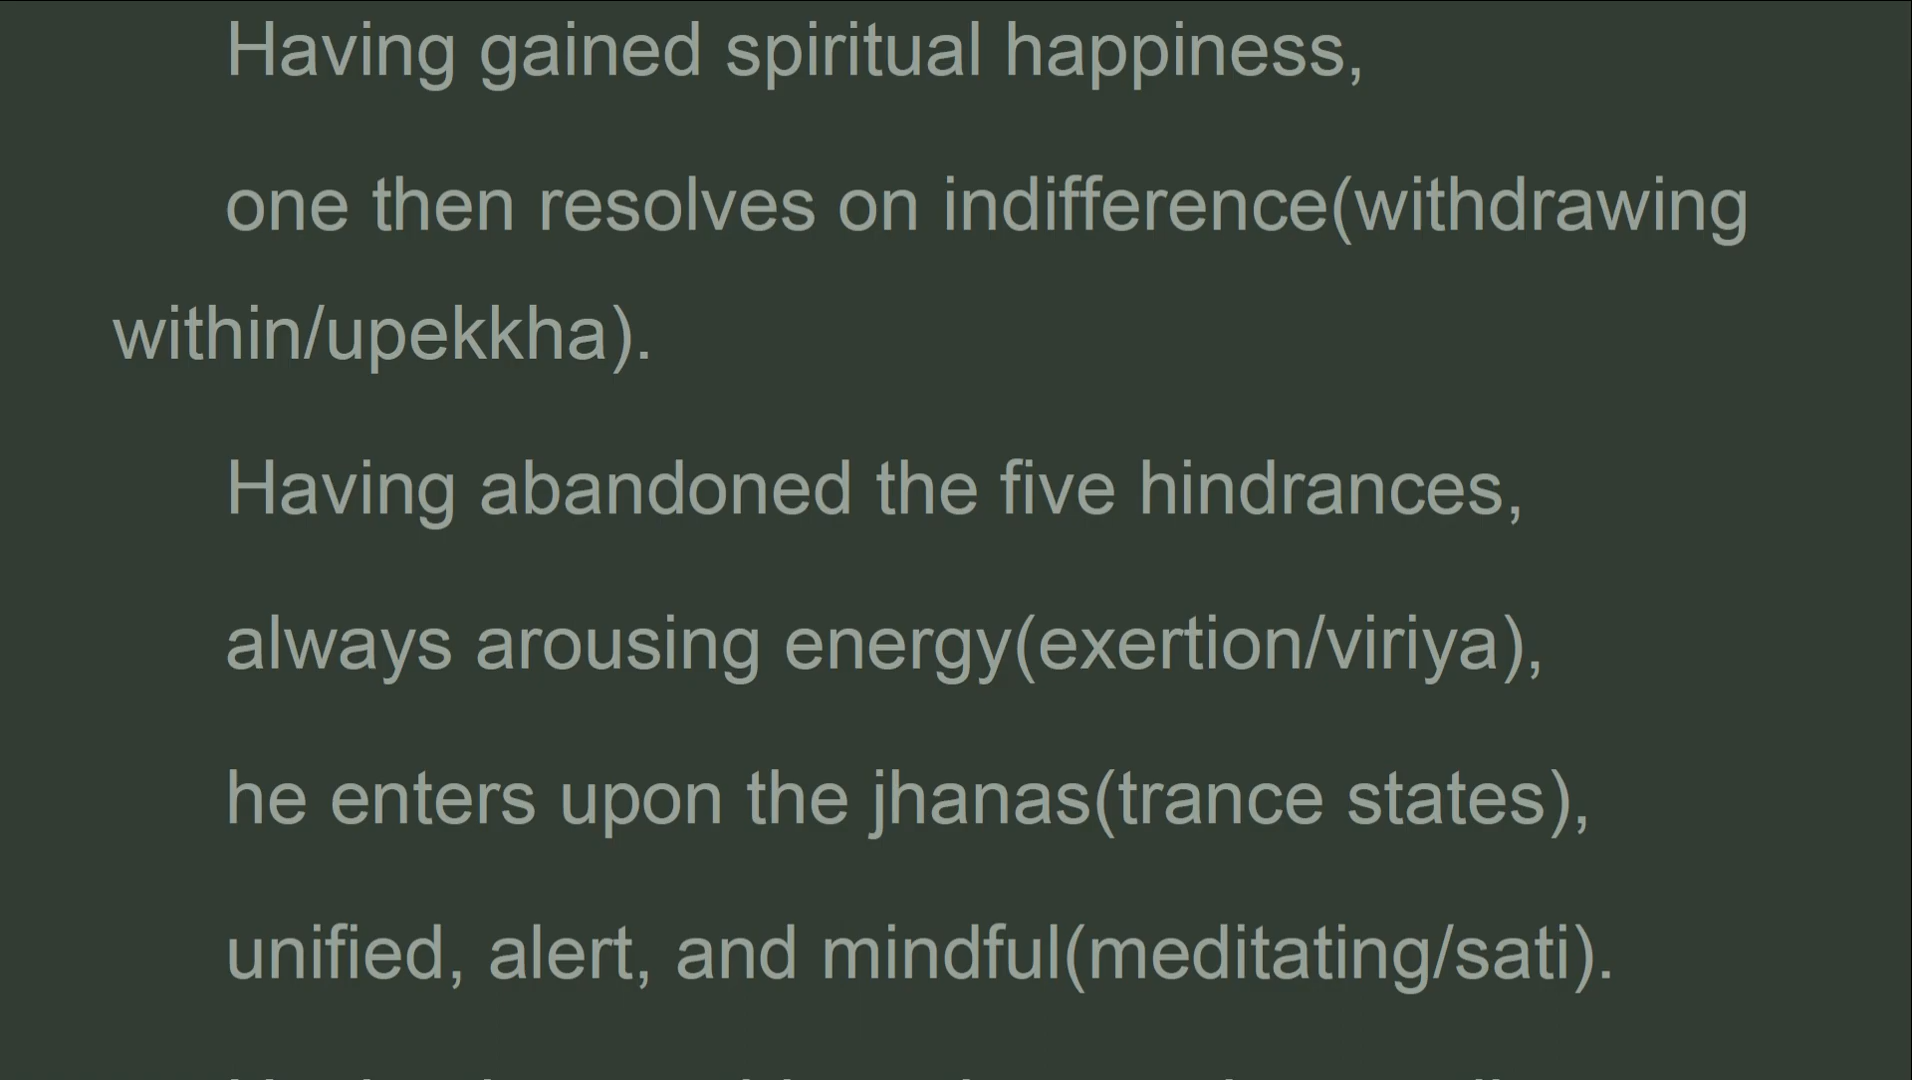 Having gained spiritual happiness,
one then resolves on indifference(withdrawing
within/upekkha).
Having abandoned the five hindrances,
always arousing energy(exertion/viriya),
he enters upon the jhanas(trance states),
unified, alert, and mindful(meditating/sati).